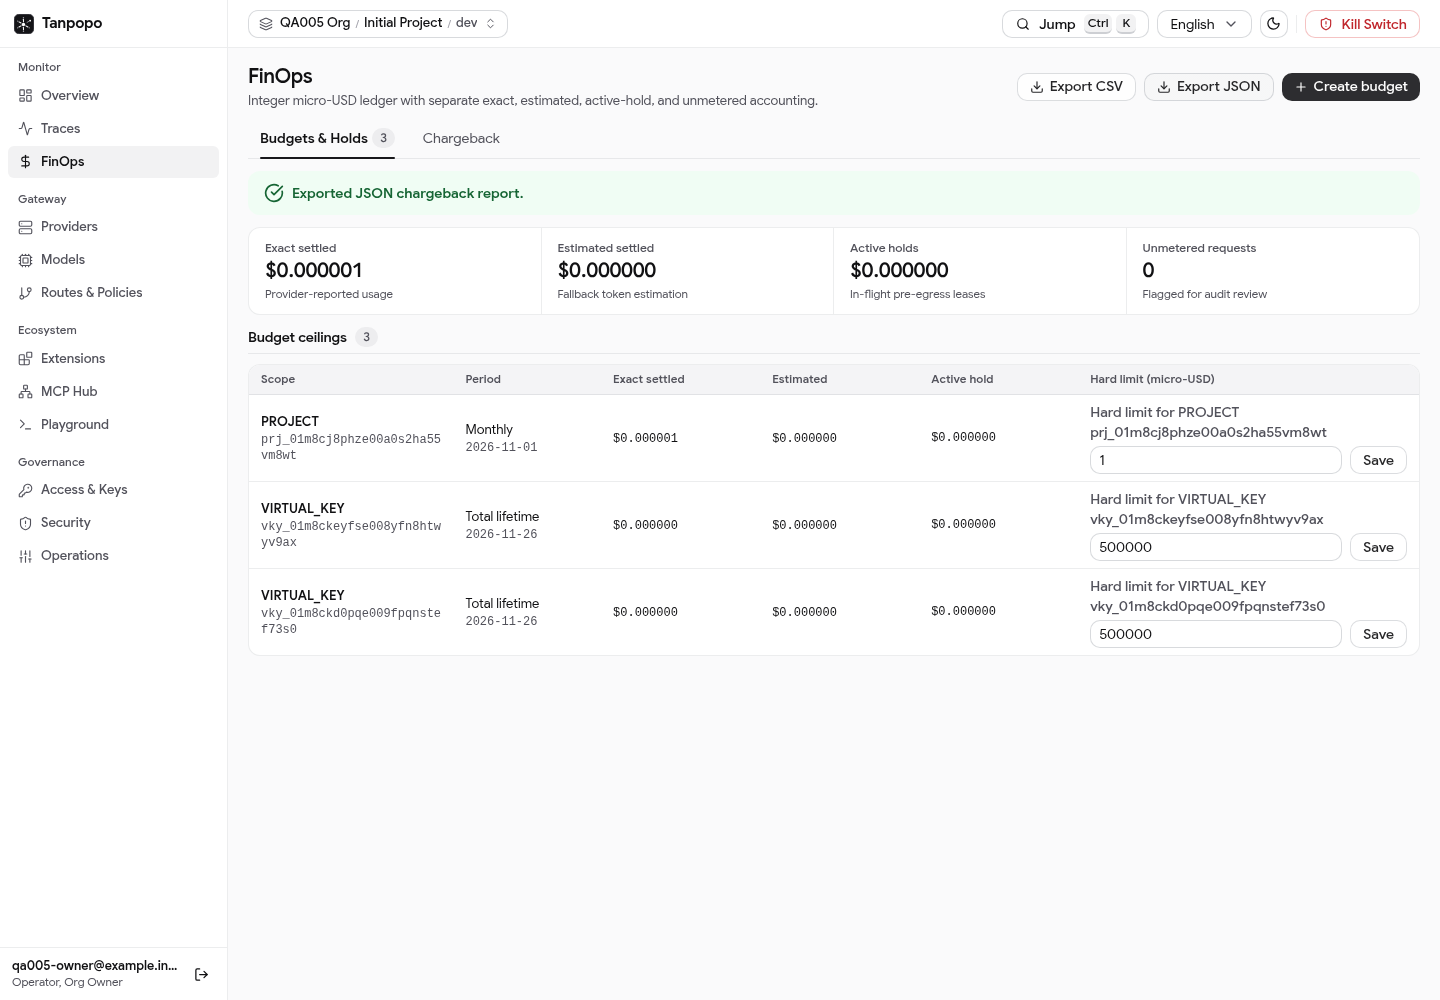 Tanpopo
QA005 Org / Initial Project / dev
Jump Ctrl K
English
Kill Switch
Monitor
Overview
Traces
FinOps
Gateway
Providers
Models
Routes & Policies
Ecosystem
Extensions
MCP Hub
Playground
Governance
Access & Keys
Security
Operations
qa005-owner@example.in...
Operator, Org Owner
FinOps
Integer micro-USD ledger with separate exact, estimated, active-hold, and unmetered accounting.
Export CSV
Export JSON
Create budget
Budgets & Holds 3
Chargeback
Exported JSON chargeback report.
Exact settled
$0.000001
Provider-reported usage
Estimated settled
$0.000000
Fallback token estimation
Active holds
$0.000000
In-flight pre-egress leases
Unmetered requests
0
Flagged for audit review
Budget ceilings 3
Scope Period Exact settled Estimated Active hold Hard limit (micro-USD)
PROJECT
prj_01m8cj8phze00a0s2ha55
vm8wt
Monthly
2026-11-01
$0.000001
$0.000000
$0.000000
Hard limit for PROJECT
prj_01m8cj8phze00a0s2ha55vm8wt
1
Save
VIRTUAL_KEY
vky_01m8ckeyfse008yfn8htw
yv9ax
Total lifetime
2026-11-26
$0.000000
$0.000000
$0.000000
Hard limit for VIRTUAL_KEY
vky_01m8ckeyfse008yfn8htwyv9ax
500000
Save
VIRTUAL_KEY
vky_01m8ckd0pqe009fpqnste
f73s0
Total lifetime
2026-11-26
$0.000000
$0.000000
$0.000000
Hard limit for VIRTUAL_KEY
vky_01m8ckd0pqe009fpqnstef73s0
500000
Save